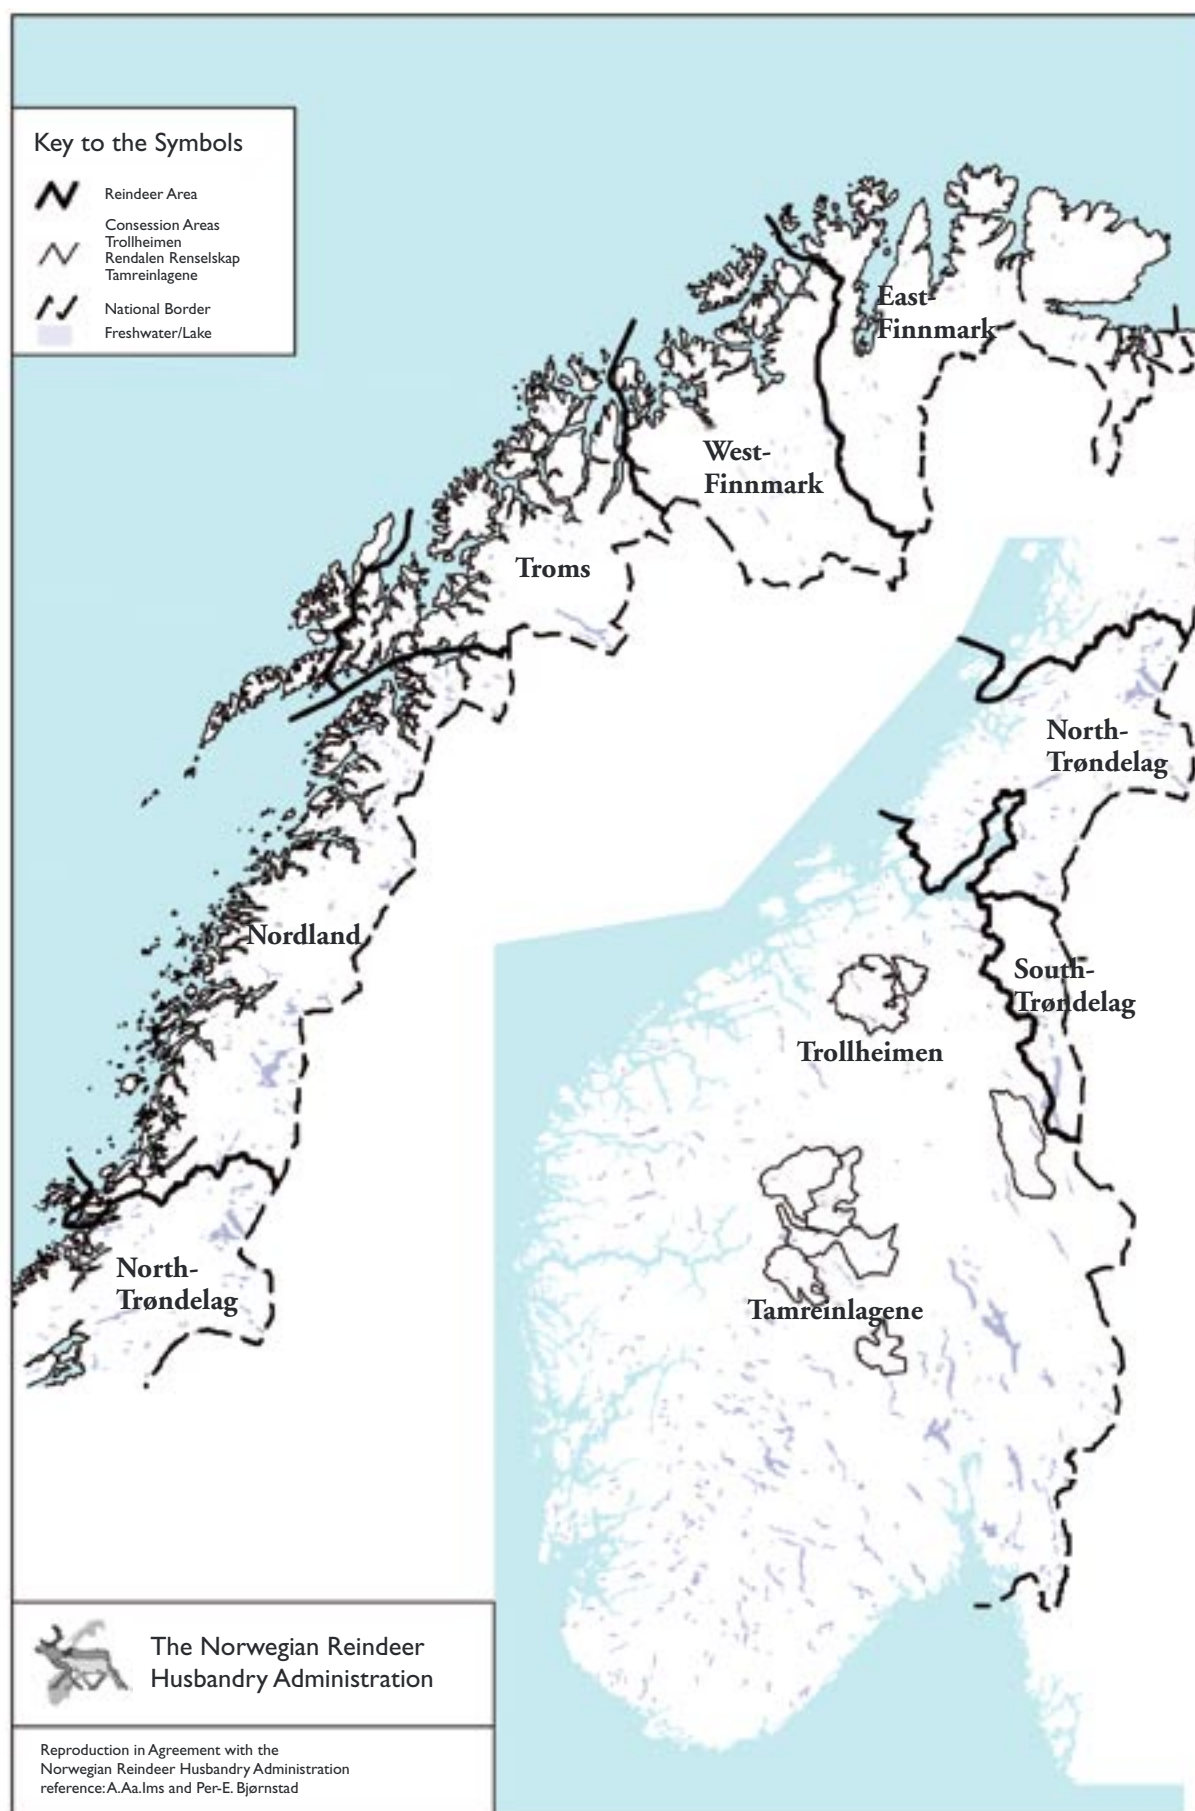 Key to the Symbols
Reindeer Area
Consession Areas
Trollheimen
Rendalen Renselskap
Tamreinlagene
National Border
Freshwater/Lake
East-
Finnmark
West-
Finnmark
Troms
Nordland
North-
Trøndelag
North-
Trøndelag
South-
Trøndelag
Trollheimen
Tamreinlagene
The Norwegian Reindeer
Husbandry Administration
Reproduction in Agreement with the
Norwegian Reindeer Husbandry Administration
reference: A.Aa.Ims and Per-E. Bjørnstad